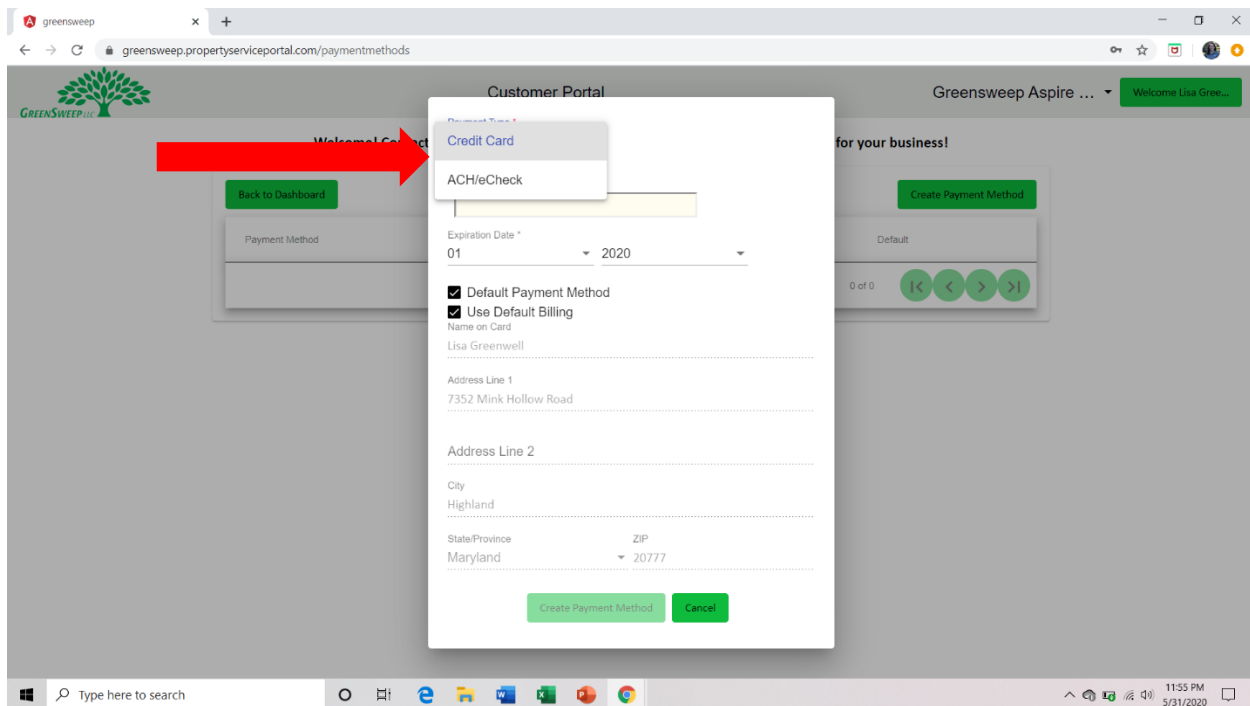 greensweep
greensweep.propertyserviceportal.com/paymentmethods
GREENSWEEP LLC
Customer Portal
Greensweep Aspire ...
Welcome Lisa Gree...
Payment Type *
Welcome! for your business!
Credit Card
ACH/eCheck
Back to Dashboard
Create Payment Method
Payment Method
Default
Expiration Date *
01 2020
0 of 0
Default Payment Method
Use Default Billing
Name on Card
Lisa Greenwell
Address Line 1
7352 Mink Hollow Road
Address Line 2
City
Highland
State/Province ZIP
Maryland 20777
Create Payment Method Cancel
Type here to search
11:55 PM
5/31/2020